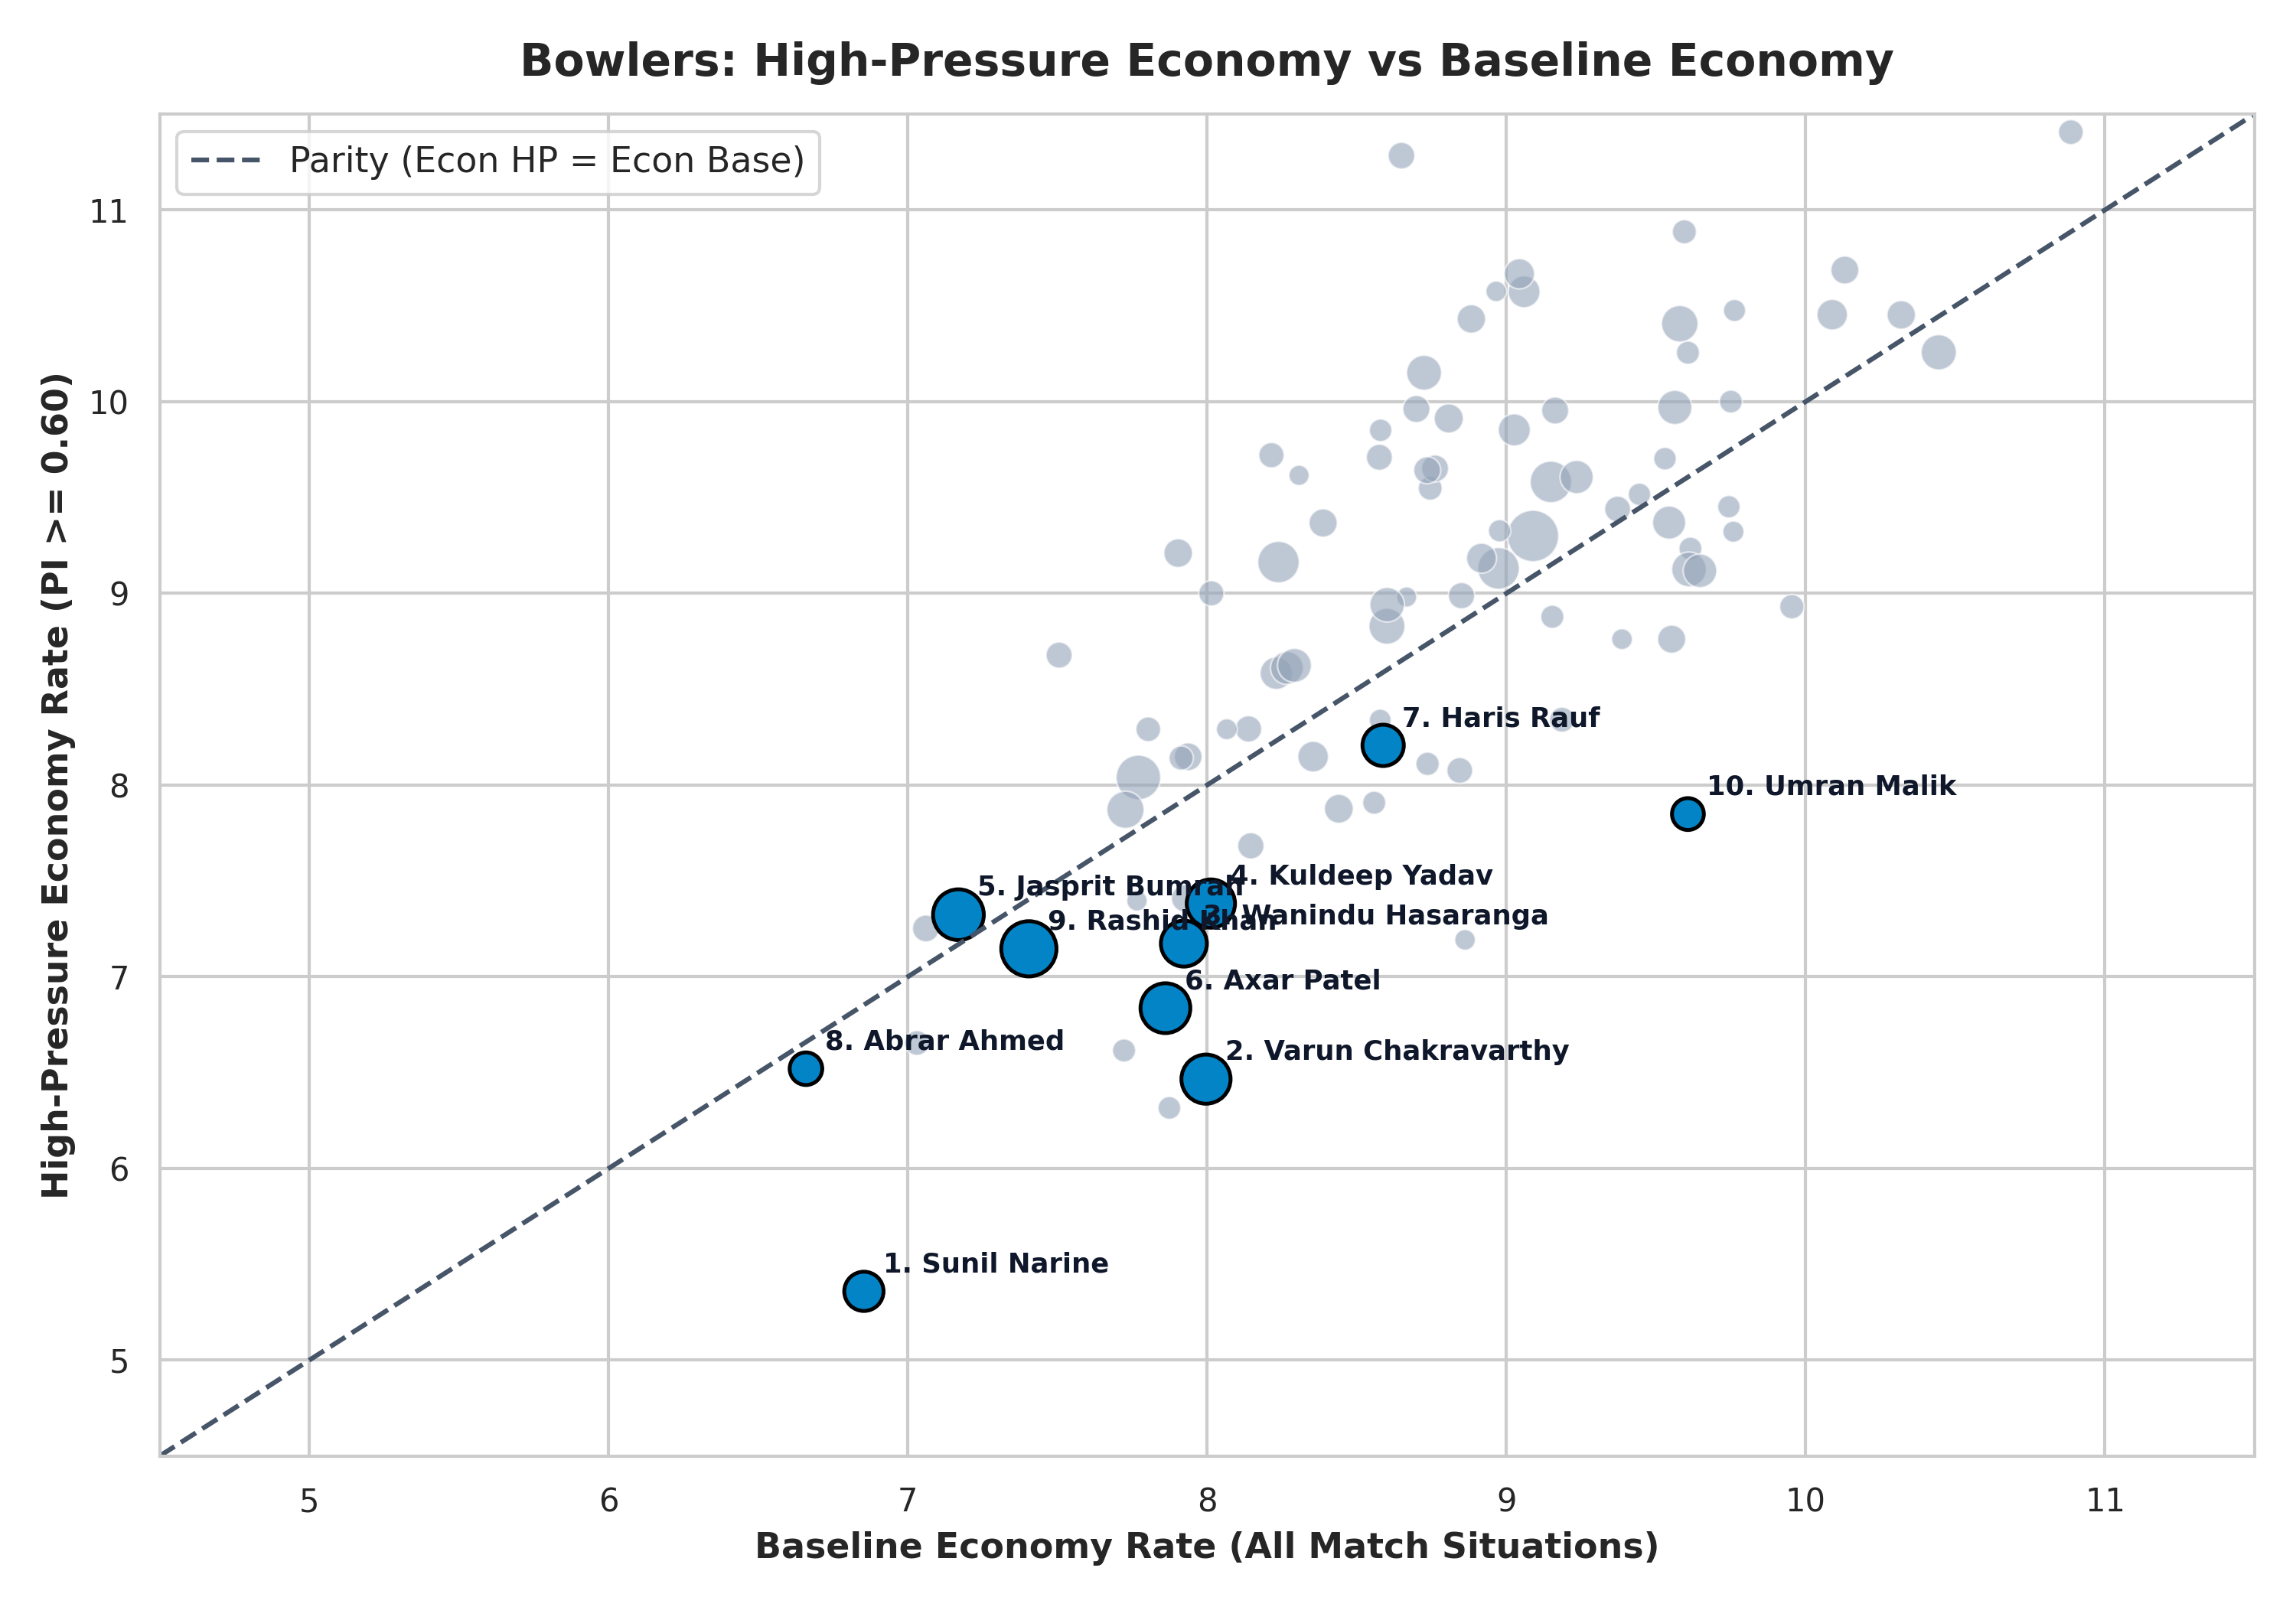 Bowlers: High-Pressure Economy vs Baseline Economy
Parity (Econ HP = Econ Base)
High-Pressure Economy Rate (PI >= 0.60)
11
10
9
8
7
6
5
7. Haris Rauf
10. Umran Malik
4. Kuldeep Yadav
5. Jasprit Bumrah
3. Wanindu Hasaranga
9. Rashid Khan
6. Axar Patel
8. Abrar Ahmed
2. Varun Chakravarthy
1. Sunil Narine
5 6 7 8 9 10 11
Baseline Economy Rate (All Match Situations)